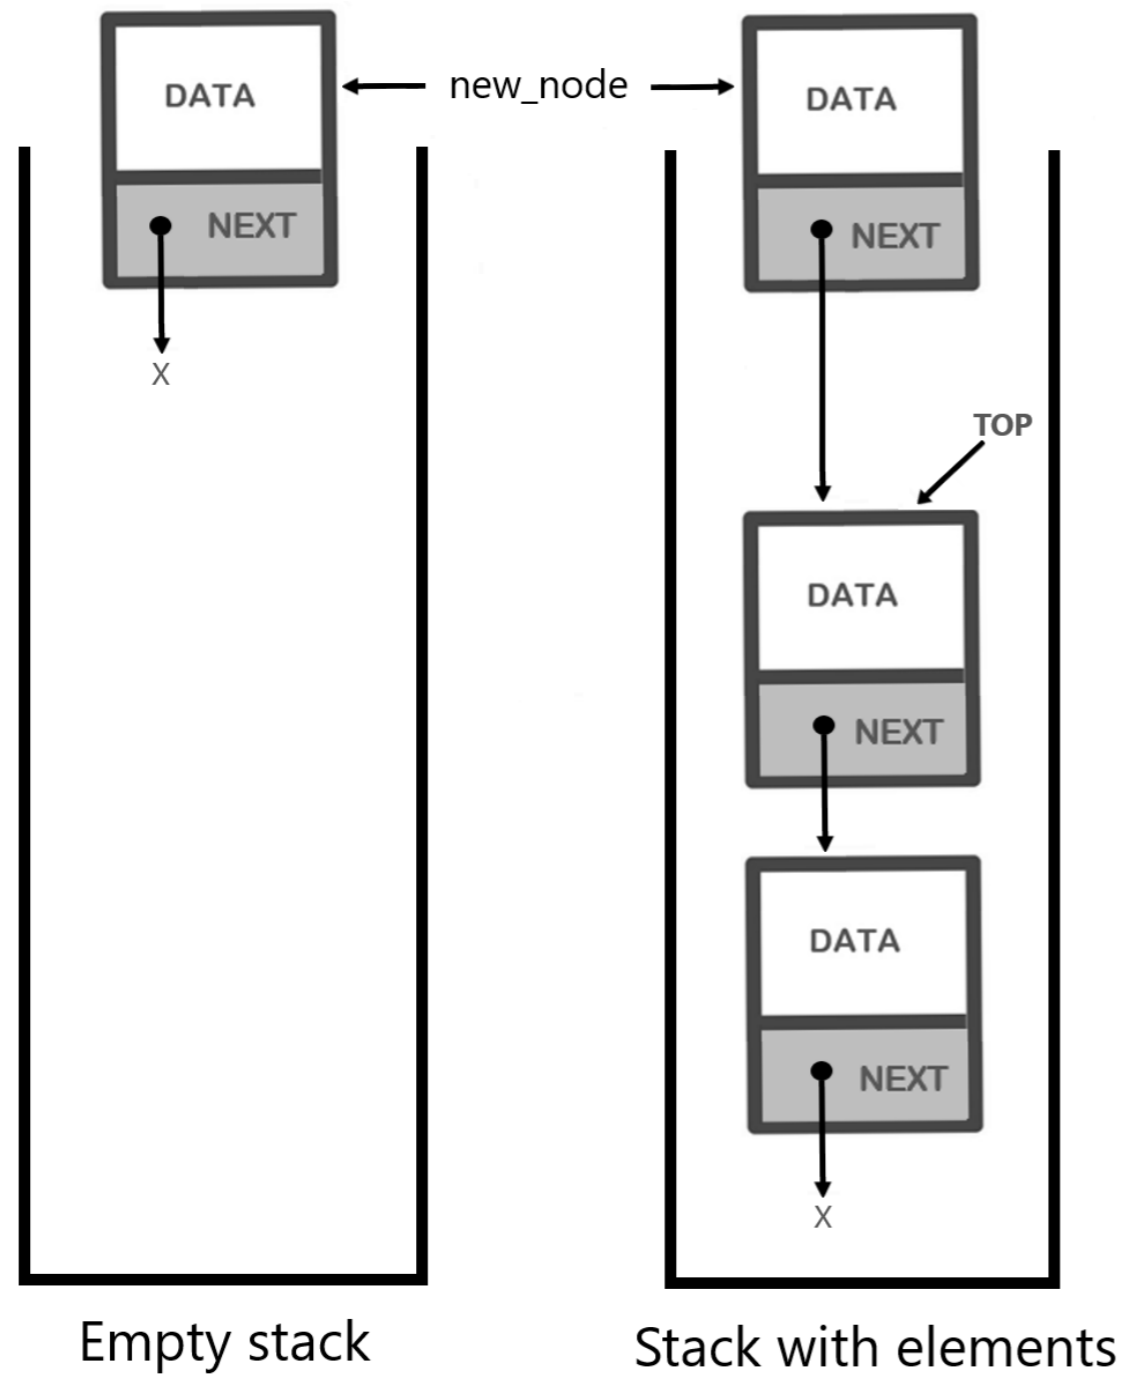 DATA
NEXT
X
new_node
DATA
NEXT
TOP
DATA
NEXT
DATA
NEXT
X
Empty stack
Stack with elements